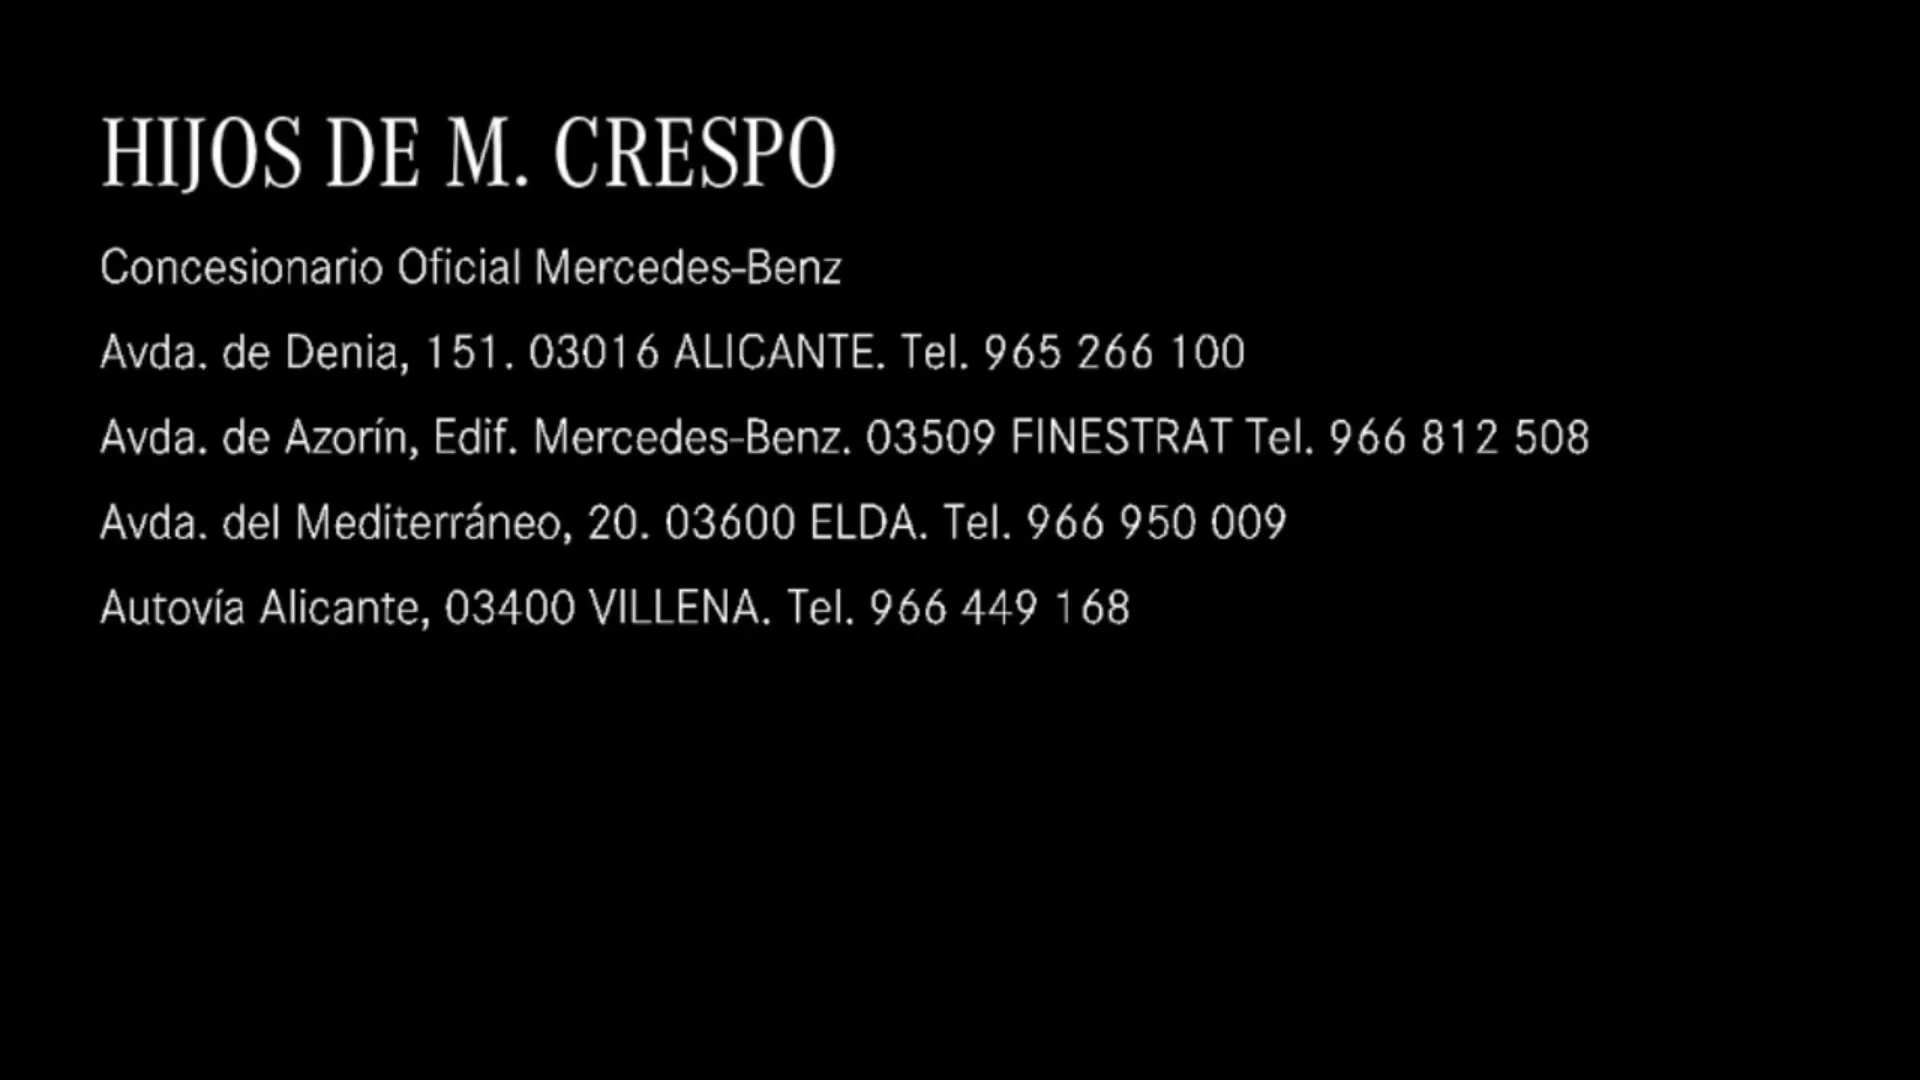 HIJOS DE M. CRESPO
Concesionario Oficial Mercedes-Benz
Avda. de Denia, 151. 03016 ALICANTE. Tel. 965 266 100
Avda. de Azorín, Edif. Mercedes-Benz. 03509 FINESTRAT Tel. 966 812 508
Avda. del Mediterráneo, 20. 03600 ELDA. Tel. 966 950 009
Autovía Alicante, 03400 VILLENA. Tel. 966 449 168